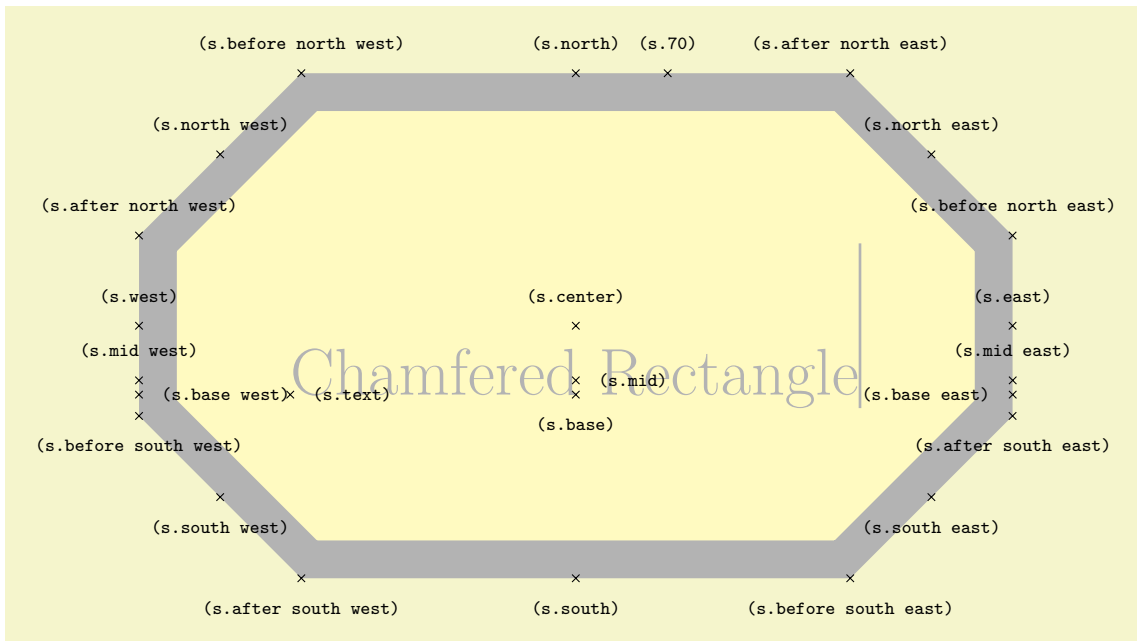 (s.before north west) (s.north) (s.70) (s.after north east)
(s.north west) (s.north east)
(s.after north west) (s.before north east)
(s.west) (s.center) (s.east)
(s.mid west) (s.mid east)
Chamfered Rectangle
(s.mid)
(s.base west) (s.text) (s.base east)
(s.base)
(s.before south west) (s.after south east)
(s.south west) (s.south east)
(s.after south west) (s.south) (s.before south east)